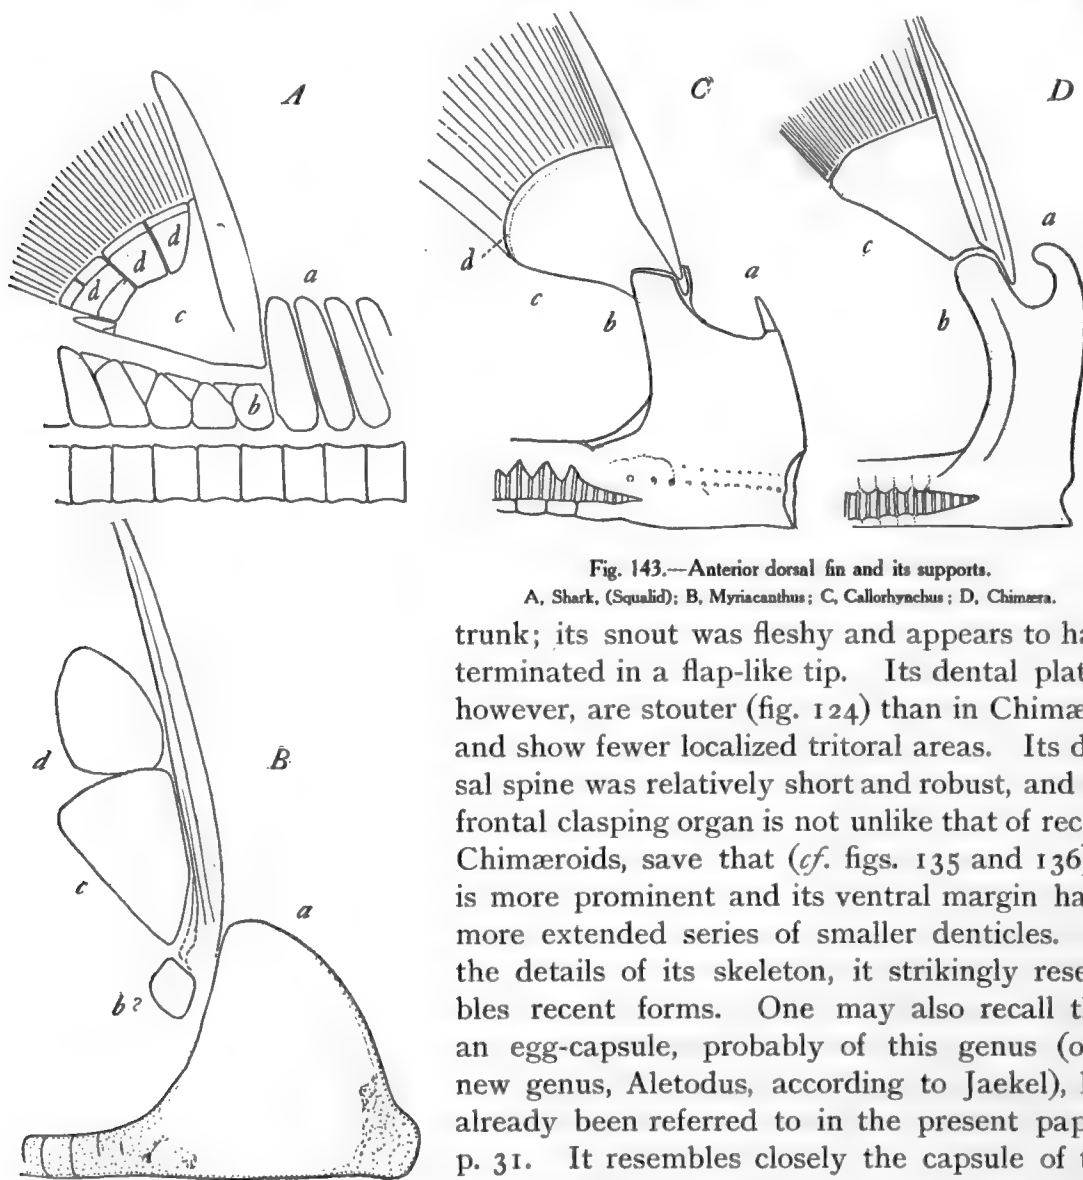 A
d
d
d
c
a
b
C
d
c
b
a
D
a
c
b
Fig. 143.—Anterior dorsal fin and its supports.
A, Shark, (Squalid); B, Myriacanthus; C, Callorhynchus; D, Chimæra.
d
B
c
a
b?
trunk; its snout was fleshy and appears to ha
terminated in a flap-like tip. Its dental plat
however, are stouter (fig. 124) than in Chimæ
and show fewer localized tritoral areas. Its d
sal spine was relatively short and robust, and
frontal clasping organ is not unlike that of rec
Chimæroids, save that (cf. figs. 135 and 136)
is more prominent and its ventral margin ha
more extended series of smaller denticles.
the details of its skeleton, it strikingly rese
bles recent forms. One may also recall t
an egg-capsule, probably of this genus (o
new genus, Aletodus, according to Jaekel),
already been referred to in the present pap
p. 31. It resembles closely the capsule of t